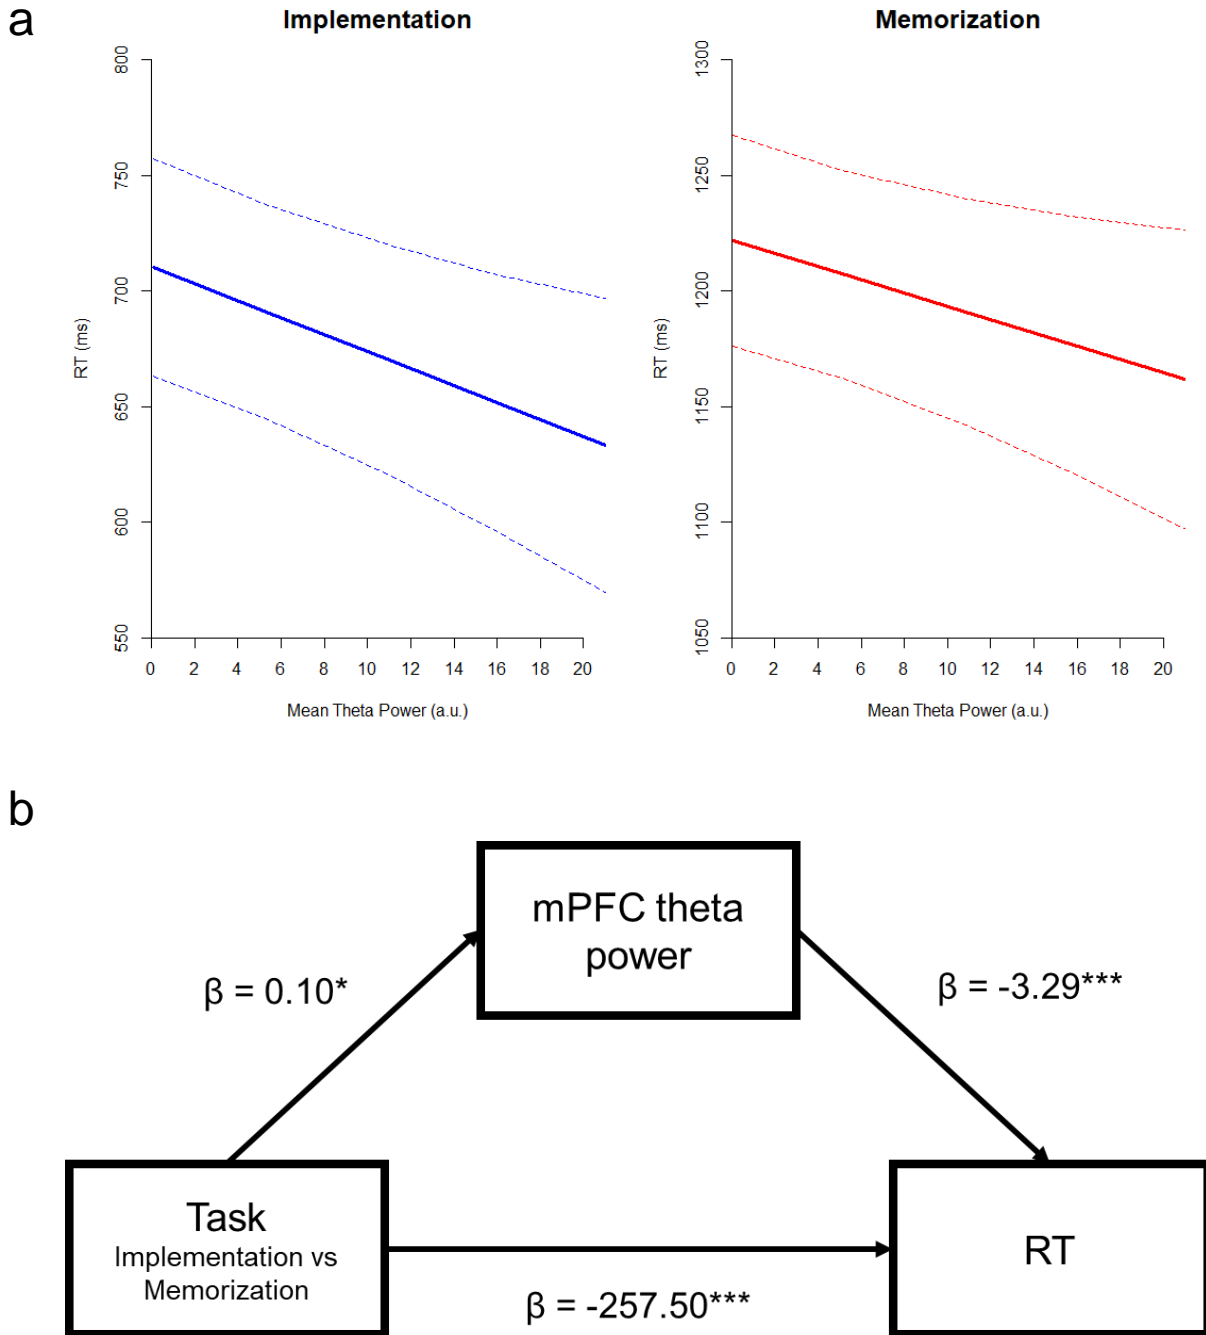 a
Implementation
Memorization
800
750
700
650
600
550
RT (ms)
0 2 4 6 8 10 12 14 16 18 20
Mean Theta Power (a.u.)
1300
1250
1200
1150
1100
1050
RT (ms)
0 2 4 6 8 10 12 14 16 18 20
Mean Theta Power (a.u.)
b
mPFC theta
power
β = 0.10*
β = -3.29***
Task
Implementation vs
Memorization
RT
β = -257.50***